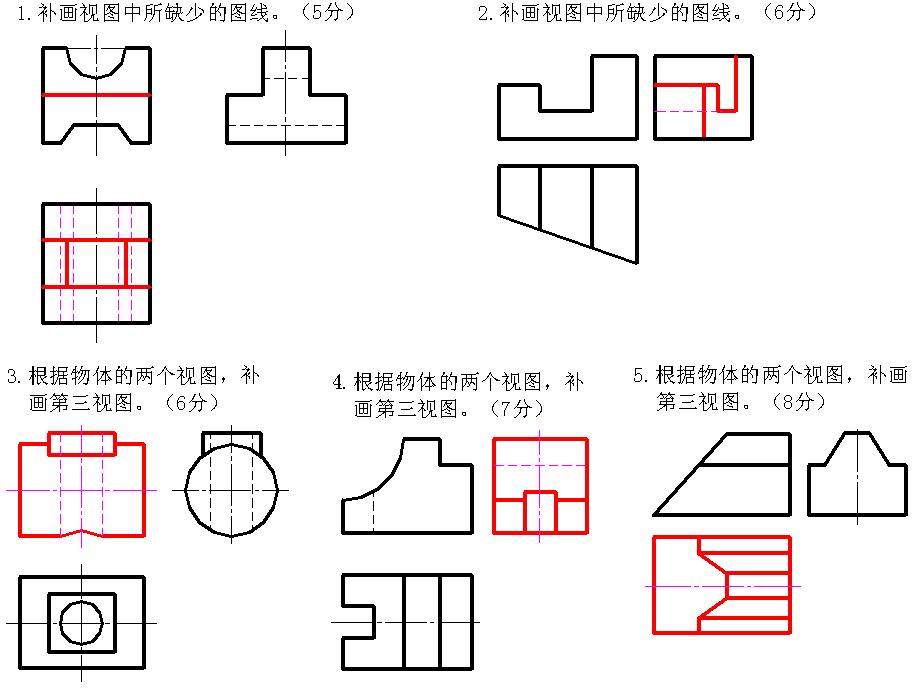 1.补画视图中所缺少的图线。（5分）
2.补画视图中所缺少的图线。（6分）
3.根据物体的两个视图，补
画第三视图。（6分）
4.根据物体的两个视图，补
画第三视图。（7分）
5.根据物体的两个视图，补画
第三视图。（8分）